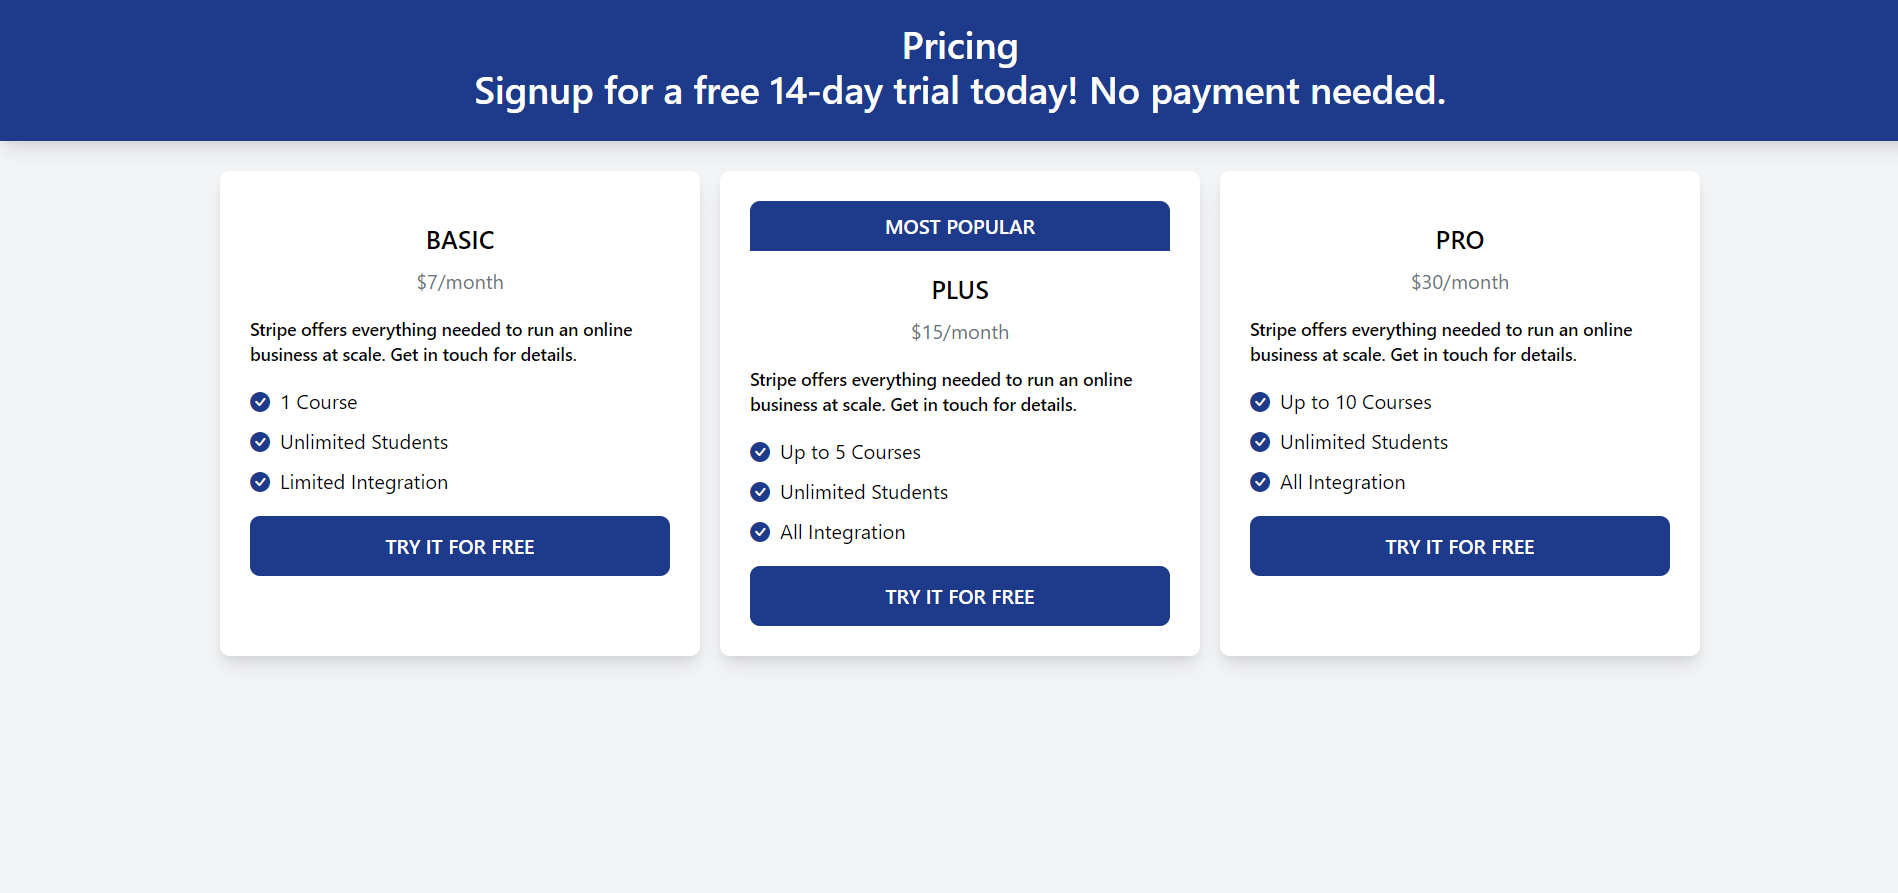 Pricing
Signup for a free 14-day trial today! No payment needed.
BASIC
$7/month
Stripe offers everything needed to run an online
business at scale. Get in touch for details.
1 Course
Unlimited Students
Limited Integration
TRY IT FOR FREE
MOST POPULAR
PLUS
$15/month
Stripe offers everything needed to run an online
business at scale. Get in touch for details.
Up to 5 Courses
Unlimited Students
All Integration
TRY IT FOR FREE
PRO
$30/month
Stripe offers everything needed to run an online
business at scale. Get in touch for details.
Up to 10 Courses
Unlimited Students
All Integration
TRY IT FOR FREE